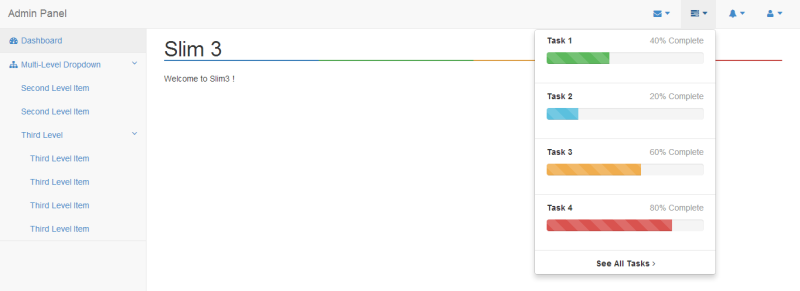 Admin Panel
Dashboard
Multi-Level Dropdown
Second Level Item
Second Level Item
Third Level
Third Level Item
Third Level Item
Third Level Item
Third Level Item
Slim 3
Welcome to Slim3 !
Task 1 40% Complete
Task 2 20% Complete
Task 3 60% Complete
Task 4 80% Complete
See All Tasks